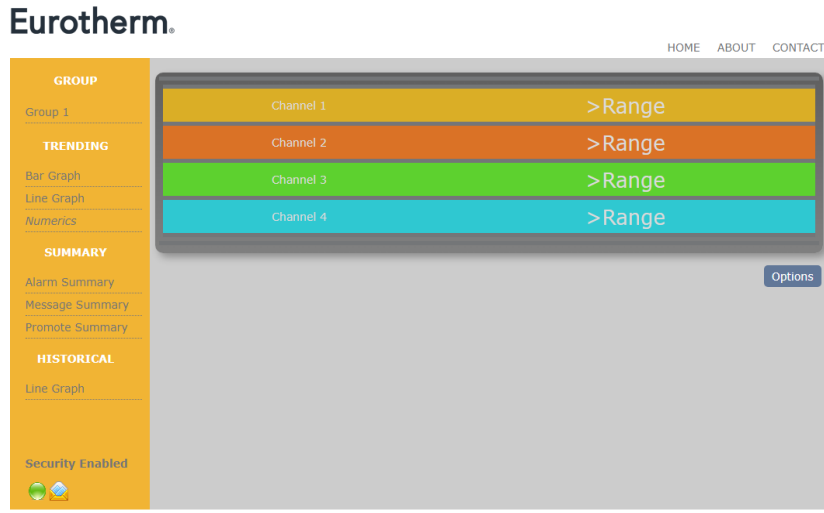 Eurotherm®
HOME ABOUT CONTACT
GROUP
Group 1
TRENDING
Bar Graph
Line Graph
Numerics
SUMMARY
Alarm Summary
Message Summary
Promote Summary
HISTORICAL
Line Graph
Security Enabled
Channel 1 >Range
Channel 2 >Range
Channel 3 >Range
Channel 4 >Range
Options